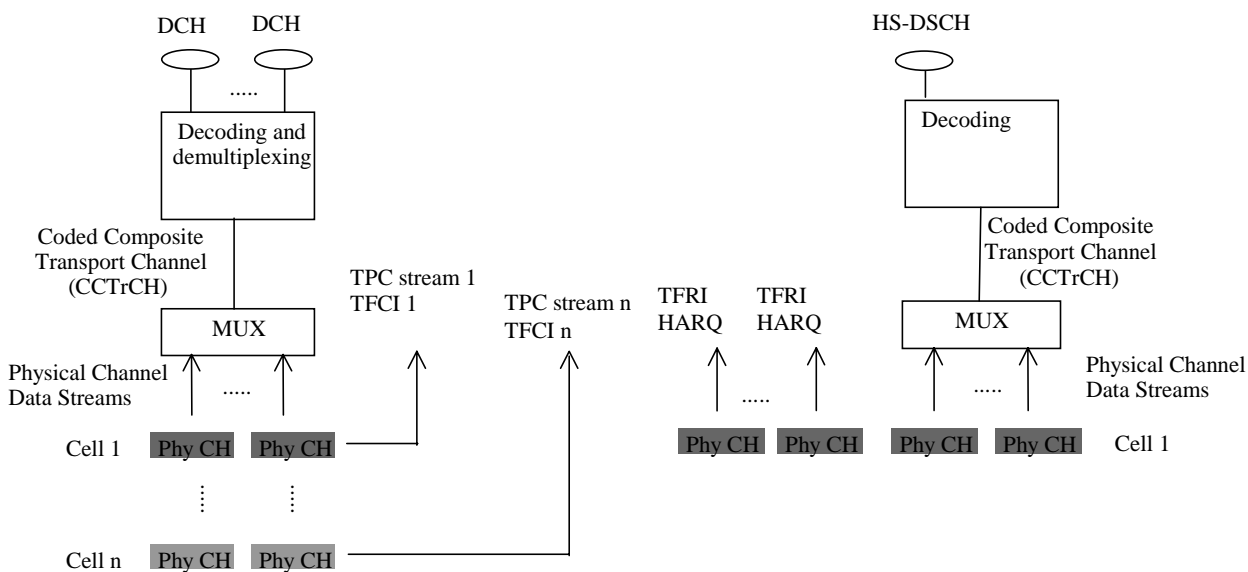 DCH
DCH
HS-DSCH
.....
Decoding and
demultiplexing
Decoding
Coded Composite
Transport Channel
(CCTrCH)
Coded Composite
Transport Channel
(CCTrCH)
TPC stream 1
TFCI 1
TPC stream n
TFCI n
TFRI
HARQ
TFRI
HARQ
MUX
MUX
Physical Channel
Data Streams
.....
.....
.....
Physical Channel
Data Streams
Cell 1
Phy CH
Phy CH
Phy CH
Phy CH
Phy CH
Phy CH
Cell 1
Cell n
Phy CH
Phy CH